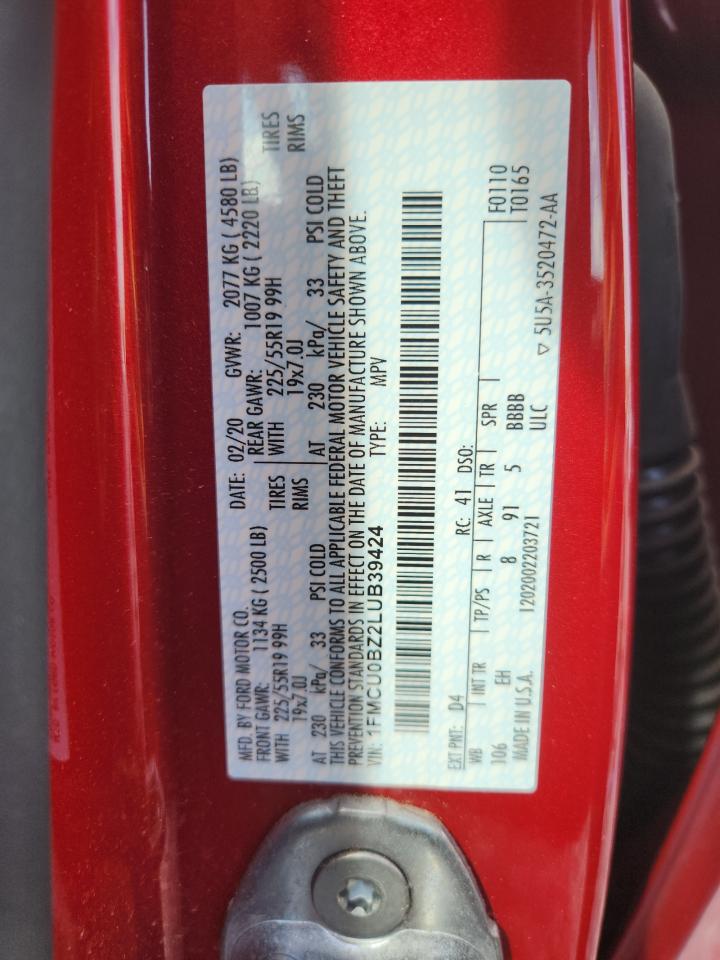 MFD. BY FORD MOTOR CO. DATE: 02/20 GVWR: 2077 KG ( 4580 LB)
FRONT GAWR: 1134 KG ( 2500 LB) REAR GAWR: 1007 KG ( 2220 LB)
WITH 225/55R19 99H TIRES WITH 225/55R19 99H TIRES
19x7.0J RIMS 19x7.0J RIMS
AT 230 kPa/ 33 PSI COLD AT 230 kPa/ 33 PSI COLD
THIS VEHICLE CONFORMS TO ALL APPLICABLE FEDERAL MOTOR VEHICLE SAFETY AND THEFT
PREVENTION STANDARDS IN EFFECT ON THE DATE OF MANUFACTURE SHOWN ABOVE.
VIN: 1FMCU0BZ2LUB39424 TYPE: MPV
EXT PNT: D4 RC: 41 DSO:
WB INT TR TP/PS R AXLE TR SPR F0110
106 EH 8 91 5 BBBB T0165
MADE IN U.S.A. 1202002203721 ULC
▽ 5U5A-3520472-AA